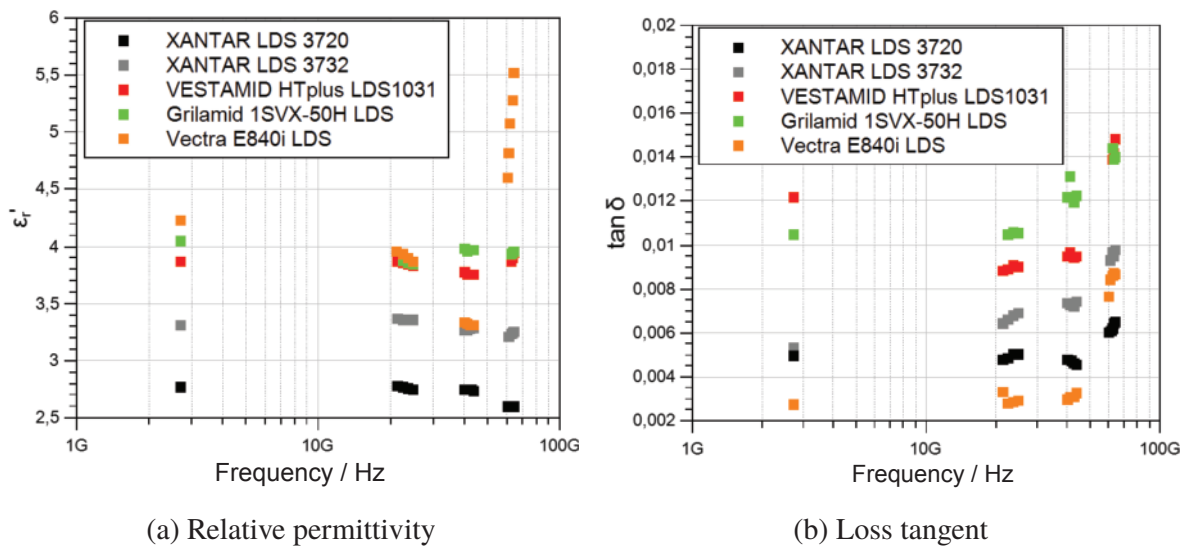 6
5,5
5
4,5
4
3,5
3
2,5
εr'
XANTAR LDS 3720
XANTAR LDS 3732
VESTAMID HTplus LDS1031
Grilamid 1SVX-50H LDS
Vectra E840i LDS
1G
10G
100G
Frequency / Hz
(a) Relative permittivity
0,02
0,018
0,016
0,014
0,012
0,01
0,008
0,006
0,004
0,002
tan δ
XANTAR LDS 3720
XANTAR LDS 3732
VESTAMID HTplus LDS1031
Grilamid 1SVX-50H LDS
Vectra E840i LDS
1G
10G
100G
Frequency / Hz
(b) Loss tangent